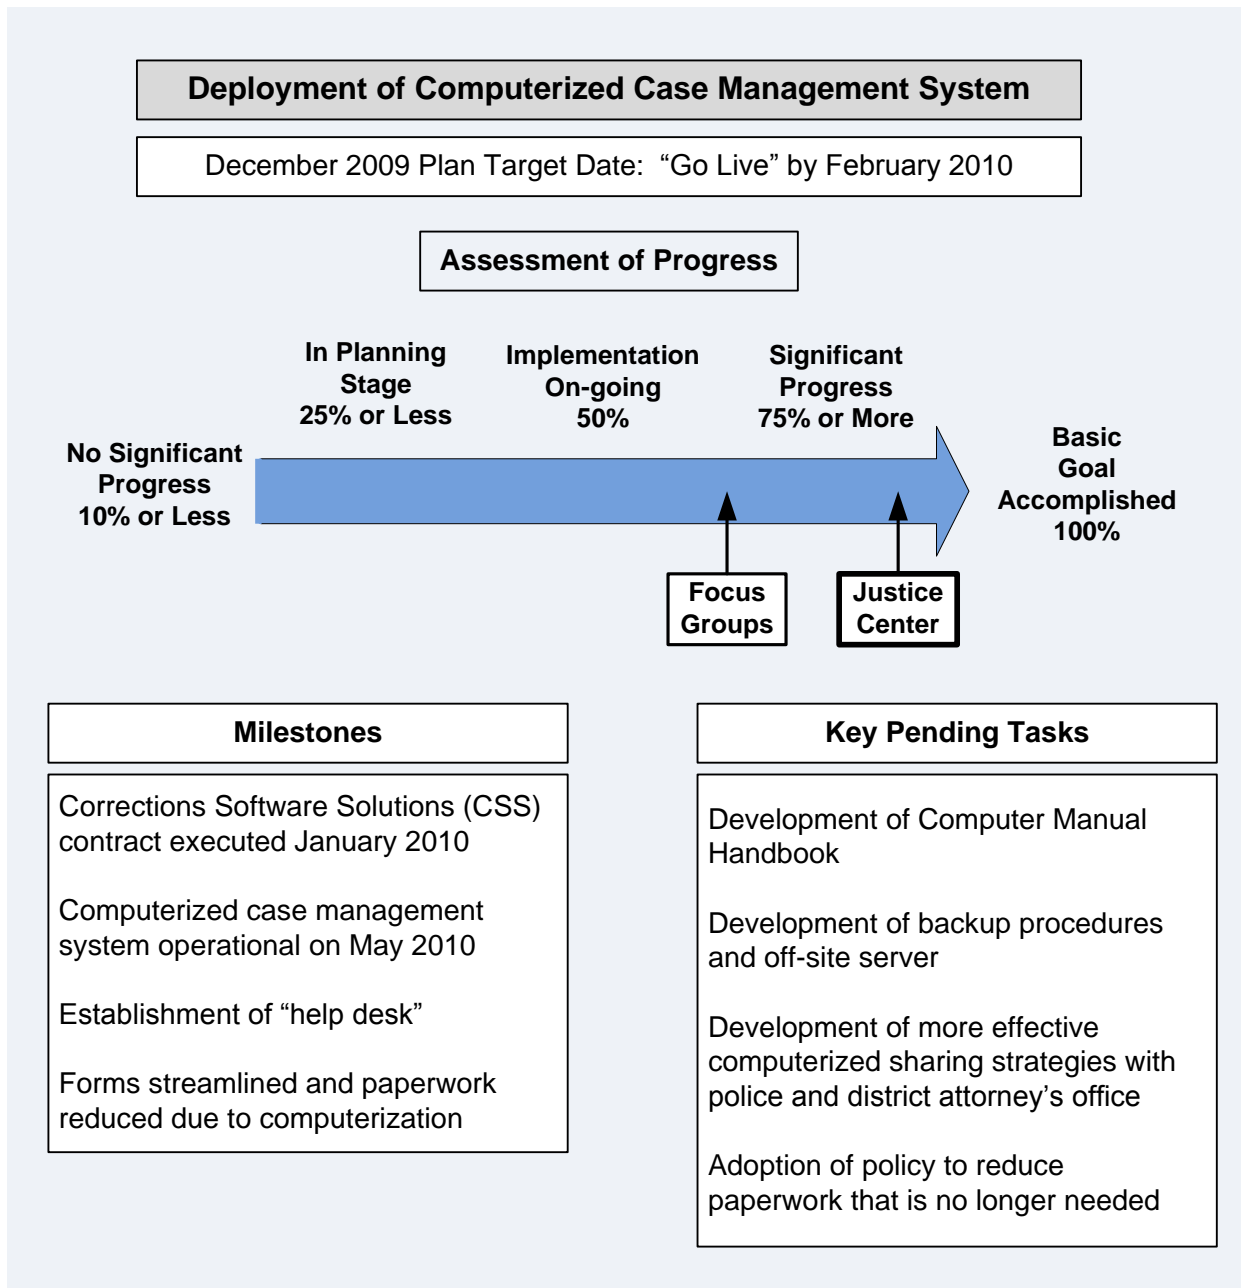 Deployment of Computerized Case Management System
December 2009 Plan Target Date:  “Go Live” by February 2010
Assessment of Progress
No Significant
Progress
10% or Less
In Planning
Stage
25% or Less
Implementation
On-going
50%
Significant
Progress
75% or More
Basic
Goal
Accomplished
100%
Focus
Groups
Justice
Center
Milestones
Corrections Software Solutions (CSS)
contract executed January 2010
Computerized case management
system operational on May 2010
Establishment of “help desk”
Forms streamlined and paperwork
reduced due to computerization
Key Pending Tasks
Development of Computer Manual
Handbook
Development of backup procedures
and off-site server
Development of more effective
computerized sharing strategies with
police and district attorney’s office
Adoption of policy to reduce
paperwork that is no longer needed